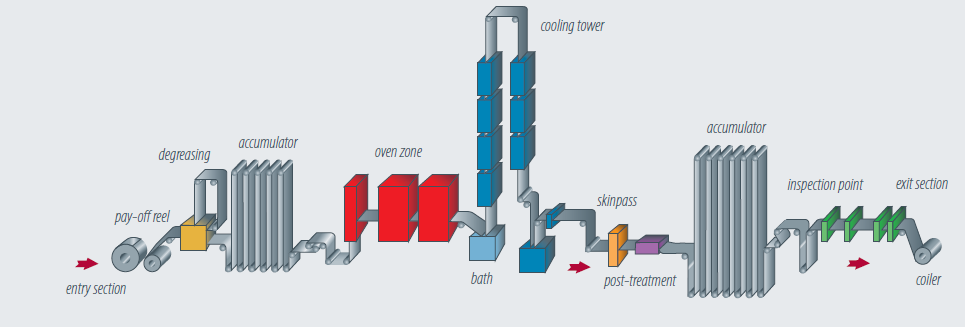 cooling tower
accumulator
accumulator
degreasing
oven zone
inspection point
exit section
skinpass
pay-off reel
entry section
bath
post-treatment
coiler